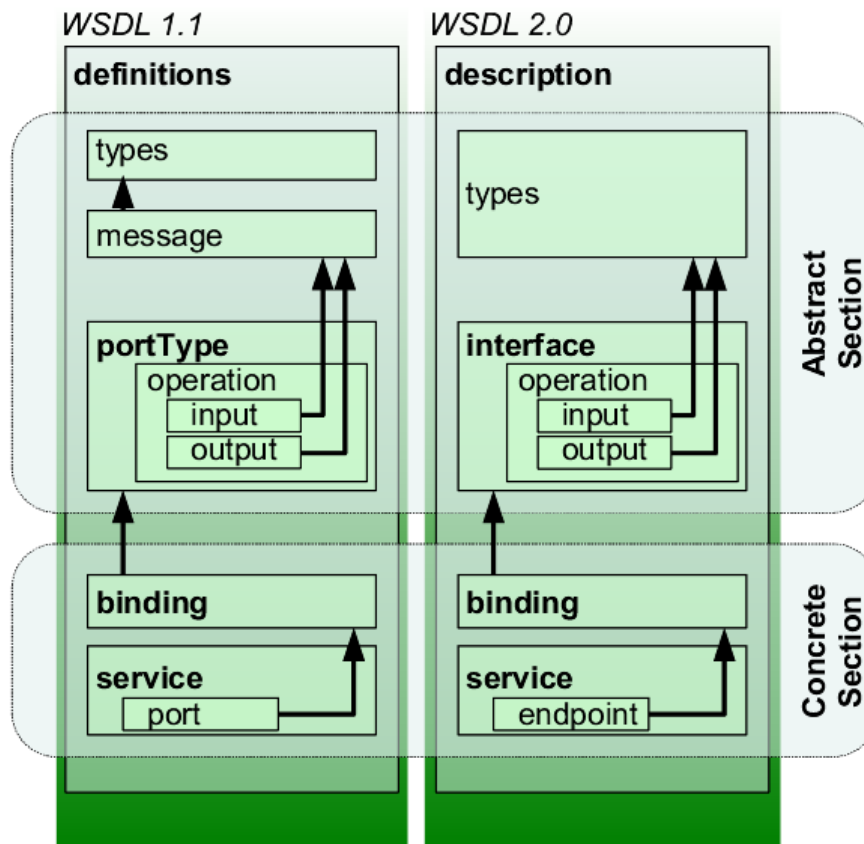 WSDL 1.1
definitions
types
message
portType
operation
input
output
binding
service
port
WSDL 2.0
description
types
interface
operation
input
output
binding
service
endpoint
Abstract
Section
Concrete
Section